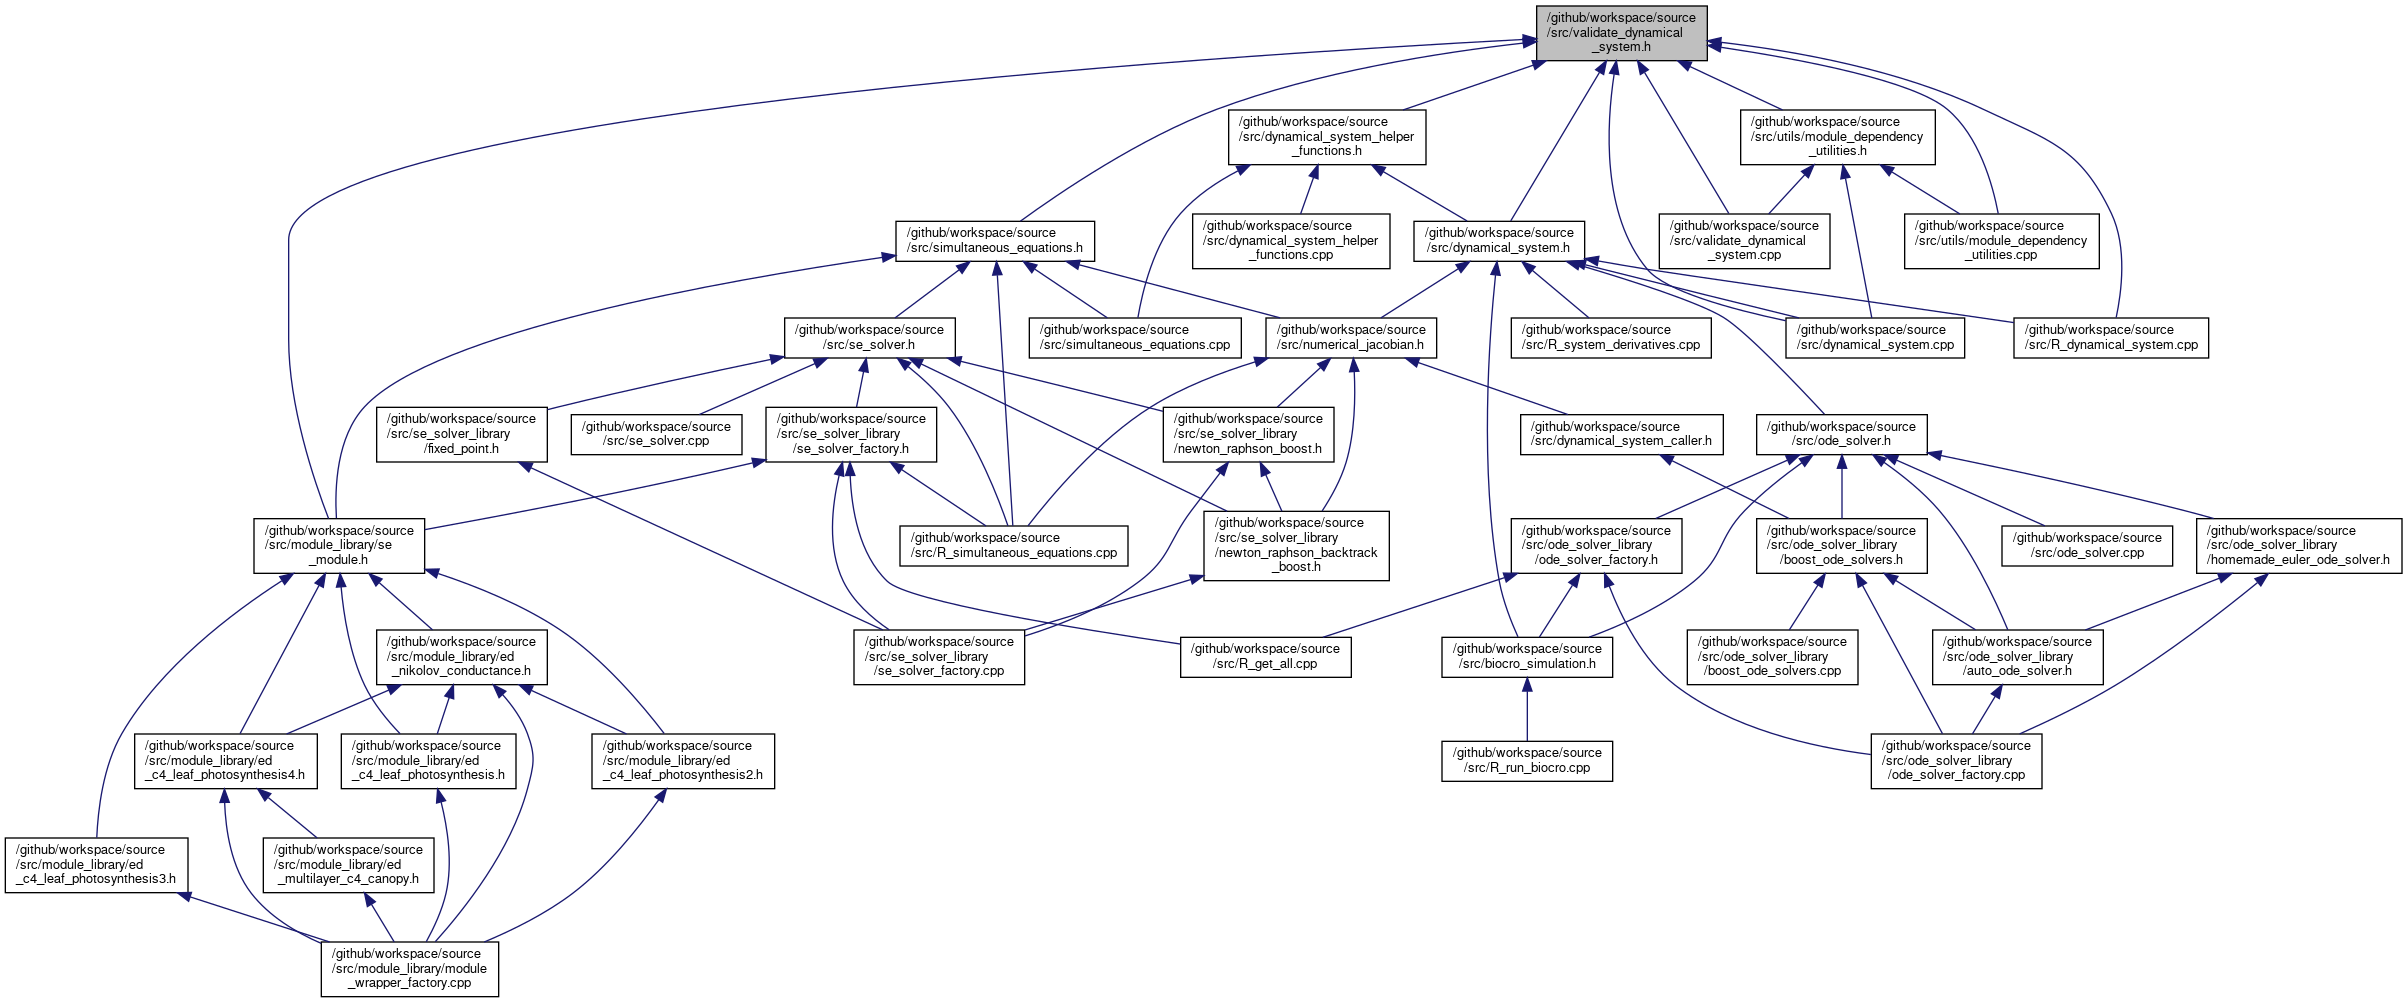 /github/workspace/source
/src/validate_dynamical
_system.h
/github/workspace/source
/src/dynamical_system_helper
_functions.h
/github/workspace/source
/src/utils/module_dependency
_utilities.h
/github/workspace/source
/src/simultaneous_equations.h
/github/workspace/source
/src/dynamical_system_helper
_functions.cpp
/github/workspace/source
/src/dynamical_system.h
/github/workspace/source
/src/validate_dynamical
_system.cpp
/github/workspace/source
/src/utils/module_dependency
_utilities.cpp
/github/workspace/source
/src/se_solver.h
/github/workspace/source
/src/simultaneous_equations.cpp
/github/workspace/source
/src/numerical_jacobian.h
/github/workspace/source
/src/R_system_derivatives.cpp
/github/workspace/source
/src/dynamical_system.cpp
/github/workspace/source
/src/R_dynamical_system.cpp
/github/workspace/source
/src/se_solver_library
/fixed_point.h
/github/workspace/source
/src/se_solver.cpp
/github/workspace/source
/src/se_solver_library
/se_solver_factory.h
/github/workspace/source
/src/se_solver_library
/newton_raphson_boost.h
/github/workspace/source
/src/dynamical_system_caller.h
/github/workspace/source
/src/ode_solver.h
/github/workspace/source
/src/module_library/se
_module.h
/github/workspace/source
/src/R_simultaneous_equations.cpp
/github/workspace/source
/src/se_solver_library
/newton_raphson_backtrack
_boost.h
/github/workspace/source
/src/ode_solver_library
/ode_solver_factory.h
/github/workspace/source
/src/ode_solver_library
/boost_ode_solvers.h
/github/workspace/source
/src/ode_solver.cpp
/github/workspace/source
/src/ode_solver_library
/homemade_euler_ode_solver.h
/github/workspace/source
/src/module_library/ed
_nikolov_conductance.h
/github/workspace/source
/src/se_solver_library
/se_solver_factory.cpp
/github/workspace/source
/src/R_get_all.cpp
/github/workspace/source
/src/biocro_simulation.h
/github/workspace/source
/src/ode_solver_library
/boost_ode_solvers.cpp
/github/workspace/source
/src/ode_solver_library
/auto_ode_solver.h
/github/workspace/source
/src/module_library/ed
_c4_leaf_photosynthesis4.h
/github/workspace/source
/src/module_library/ed
_c4_leaf_photosynthesis.h
/github/workspace/source
/src/module_library/ed
_c4_leaf_photosynthesis2.h
/github/workspace/source
/src/R_run_biocro.cpp
/github/workspace/source
/src/ode_solver_library
/ode_solver_factory.cpp
/github/workspace/source
/src/module_library/ed
_c4_leaf_photosynthesis3.h
/github/workspace/source
/src/module_library/ed
_multilayer_c4_canopy.h
/github/workspace/source
/src/module_library/module
_wrapper_factory.cpp